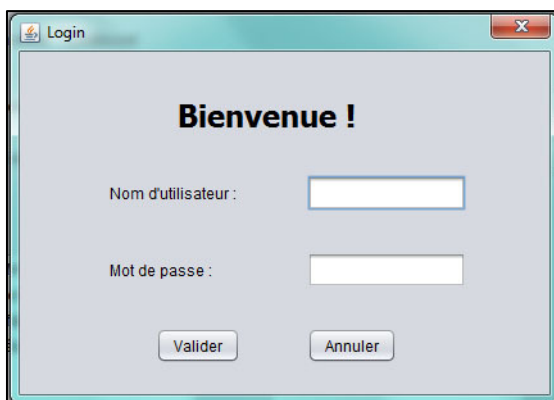 Login
Bienvenue !
Nom d'utilisateur :
Mot de passe :
Valider Annuler